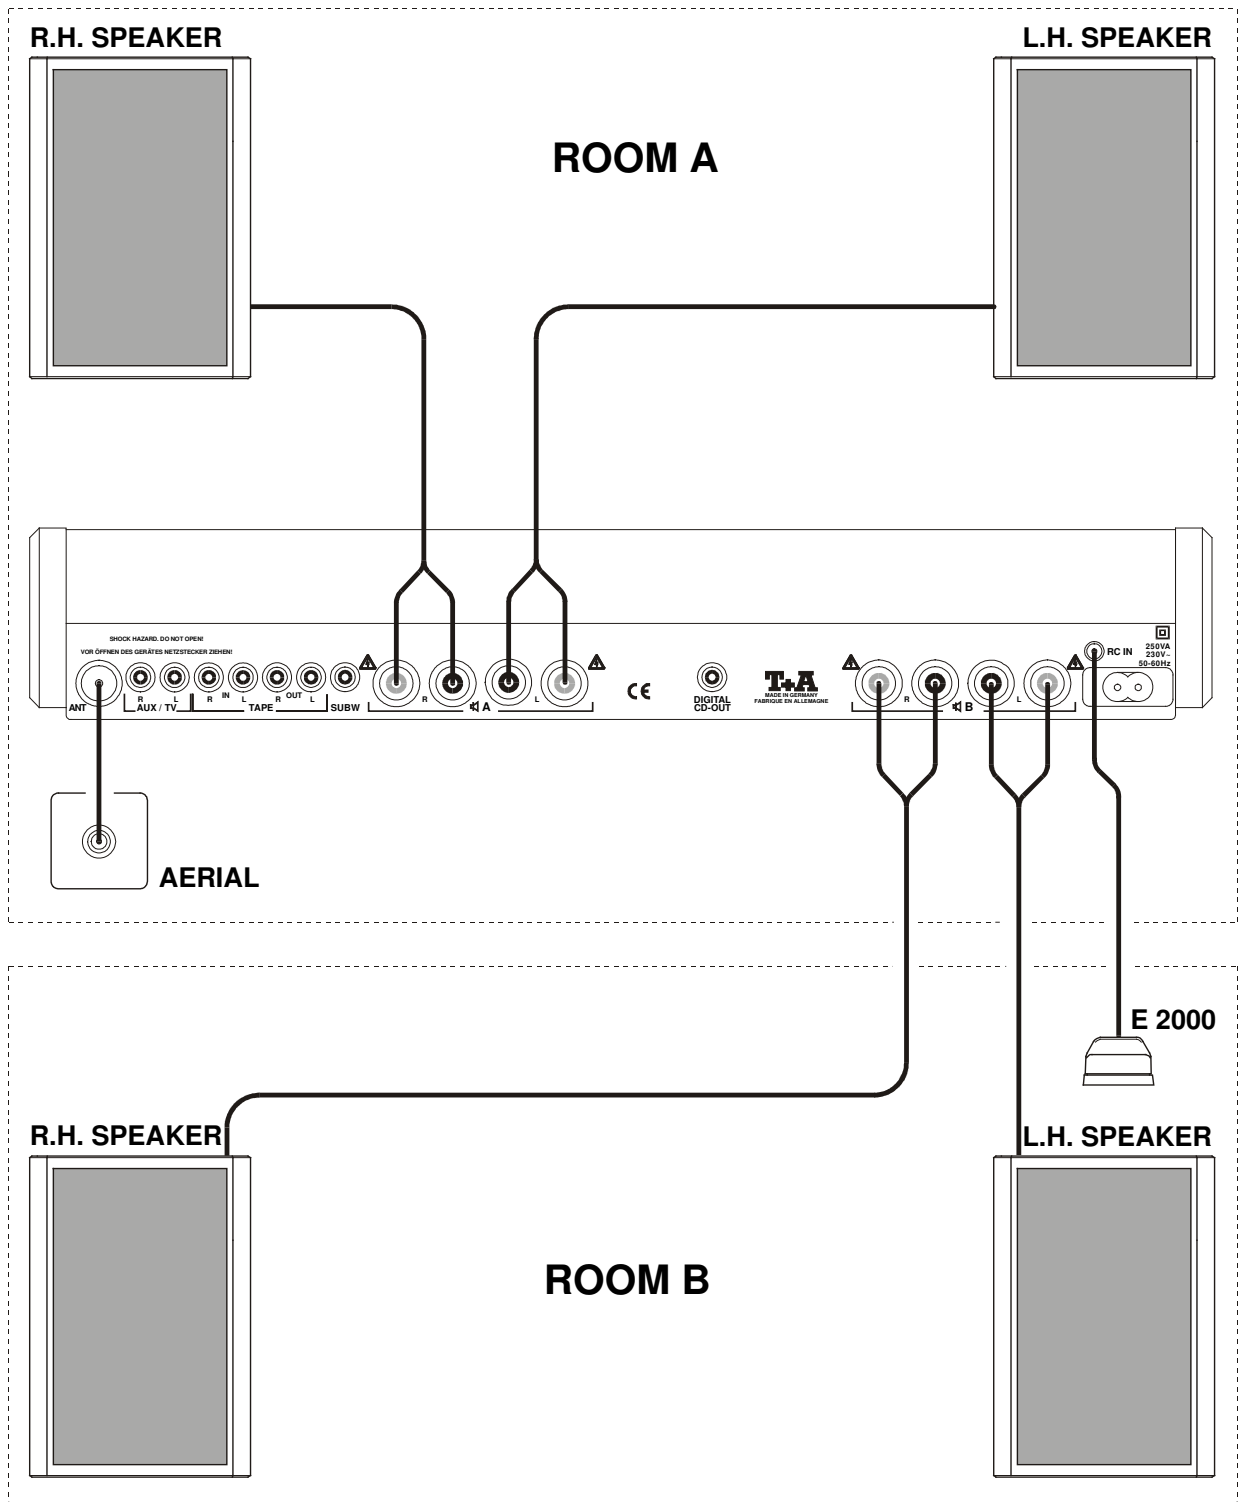 R.H. SPEAKER
L.H. SPEAKER
ROOM A
SHOCK HAZARD. DO NOT OPEN!
VOR ÖFFNEN DES GERÄTES NETZSTECKER ZIEHEN!
RC IN
250VA
230V~
50-60Hz
ANT
R L
AUX / TV
R IN L R OUT L
TAPE
SUBW
R A L
CE
DIGITAL
CD-OUT
T+A
MADE IN GERMANY
FABRIQUE EN ALLEMAGNE
R B L
AERIAL
E 2000
R.H. SPEAKER
L.H. SPEAKER
ROOM B